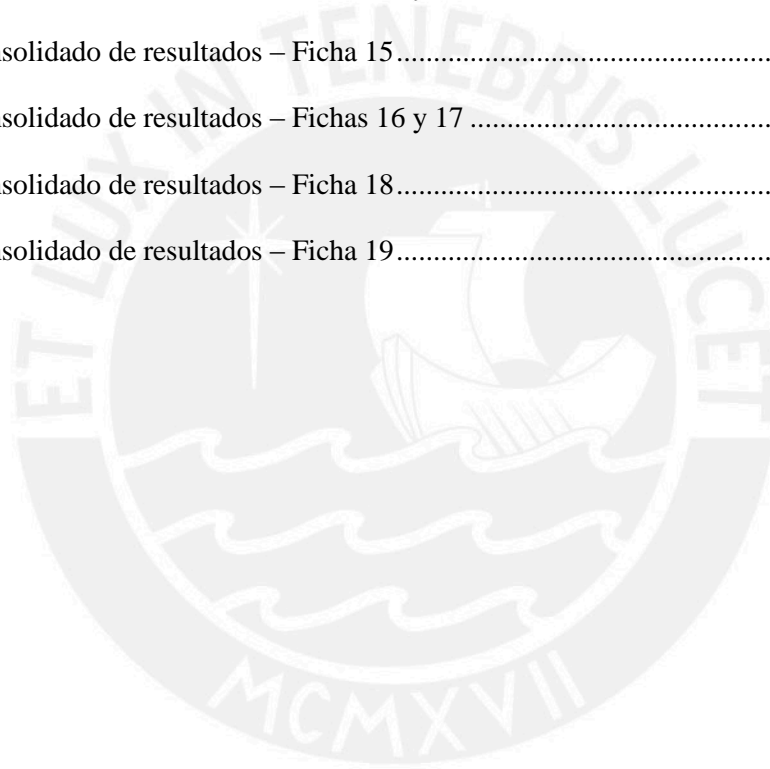 nsolidado de resultados – Ficha 15...........................................................
nsolidado de resultados – Fichas 16 y 17 ...............................................
nsolidado de resultados – Ficha 18...........................................................
nsolidado de resultados – Ficha 19...........................................................
ET LUX IN TENEBRIS LUCET
MCMXVII